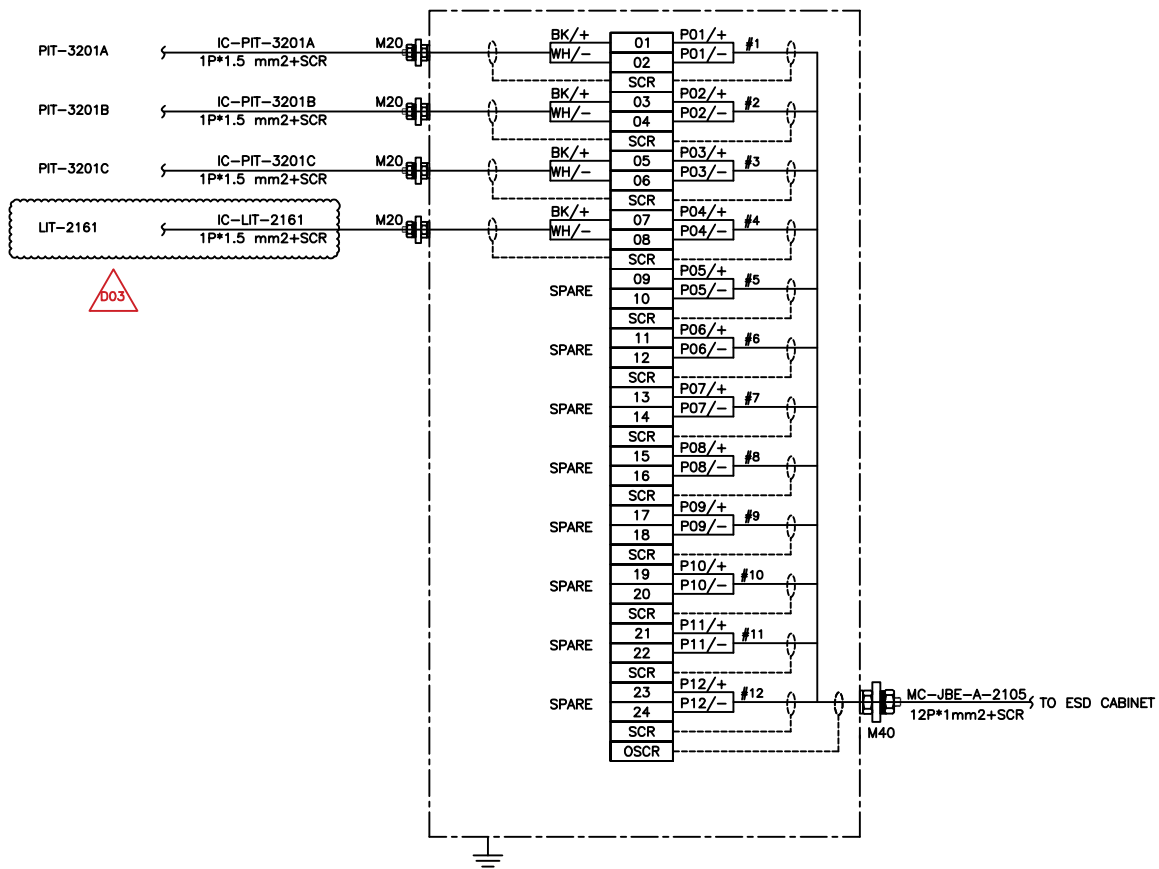 PIT-3201A
IC-PIT-3201A
1P*1.5 mm2+SCR
M20
BK/+
WH/-
01
02
SCR
P01/+
P01/-
#1
PIT-3201B
IC-PIT-3201B
1P*1.5 mm2+SCR
M20
BK/+
WH/-
03
04
SCR
P02/+
P02/-
#2
PIT-3201C
IC-PIT-3201C
1P*1.5 mm2+SCR
M20
BK/+
WH/-
05
06
SCR
P03/+
P03/-
#3
LIT-2161
IC-LIT-2161
1P*1.5 mm2+SCR
M20
BK/+
WH/-
07
08
SCR
P04/+
P04/-
#4
D03
SPARE
09
10
SCR
P05/+
P05/-
#5
SPARE
11
12
SCR
P06/+
P06/-
#6
SPARE
13
14
SCR
P07/+
P07/-
#7
SPARE
15
16
SCR
P08/+
P08/-
#8
SPARE
17
18
SCR
P09/+
P09/-
#9
SPARE
19
20
SCR
P10/+
P10/-
#10
SPARE
21
22
SCR
P11/+
P11/-
#11
SPARE
23
24
SCR
OSCR
P12/+
P12/-
#12
M40
MC-JBE-A-2105
12P*1mm2+SCR
TO ESD CABINET